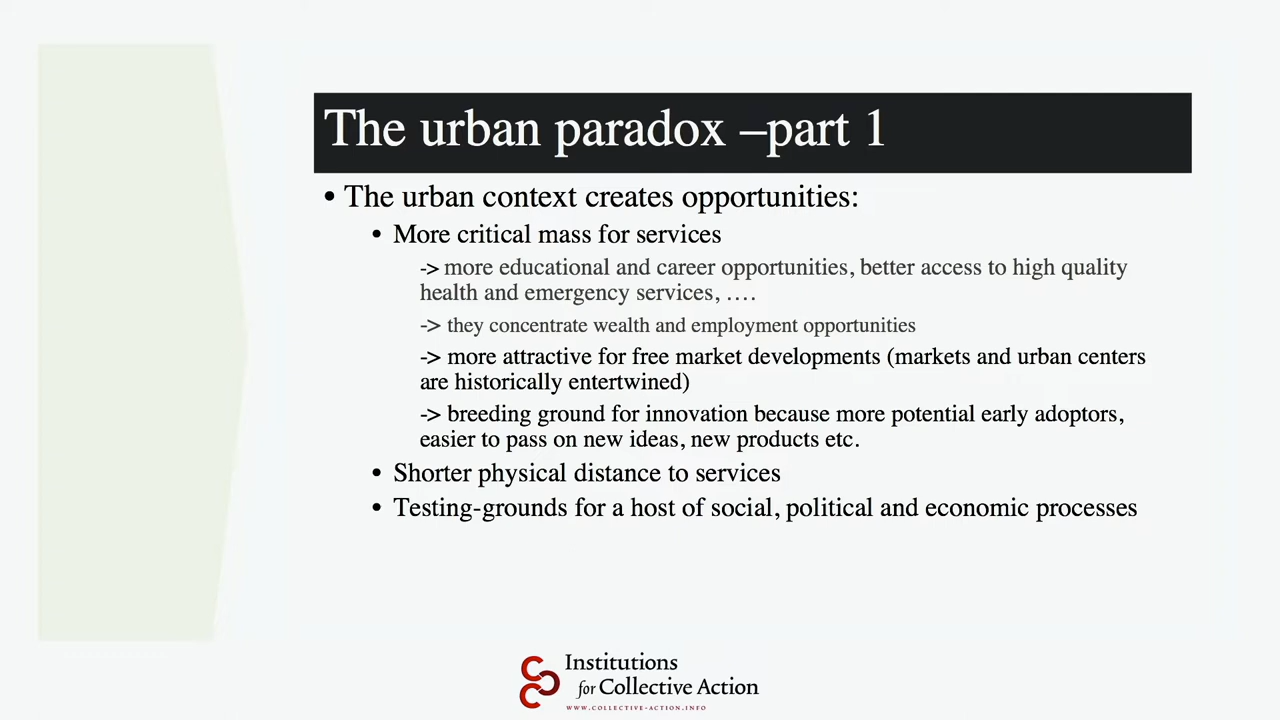 The urban paradox –part 1
• The urban context creates opportunities:
• More critical mass for services
-> more educational and career opportunities, better access to high quality
health and emergency services, ….
-> they concentrate wealth and employment opportunities
-> more attractive for free market developments (markets and urban centers
are historically entertwined)
-> breeding ground for innovation because more potential early adoptors,
easier to pass on new ideas, new products etc.
• Shorter physical distance to services
• Testing-grounds for a host of social, political and economic processes
Institutions
for Collective Action
WWW.COLLECTIVE-ACTION.INFO